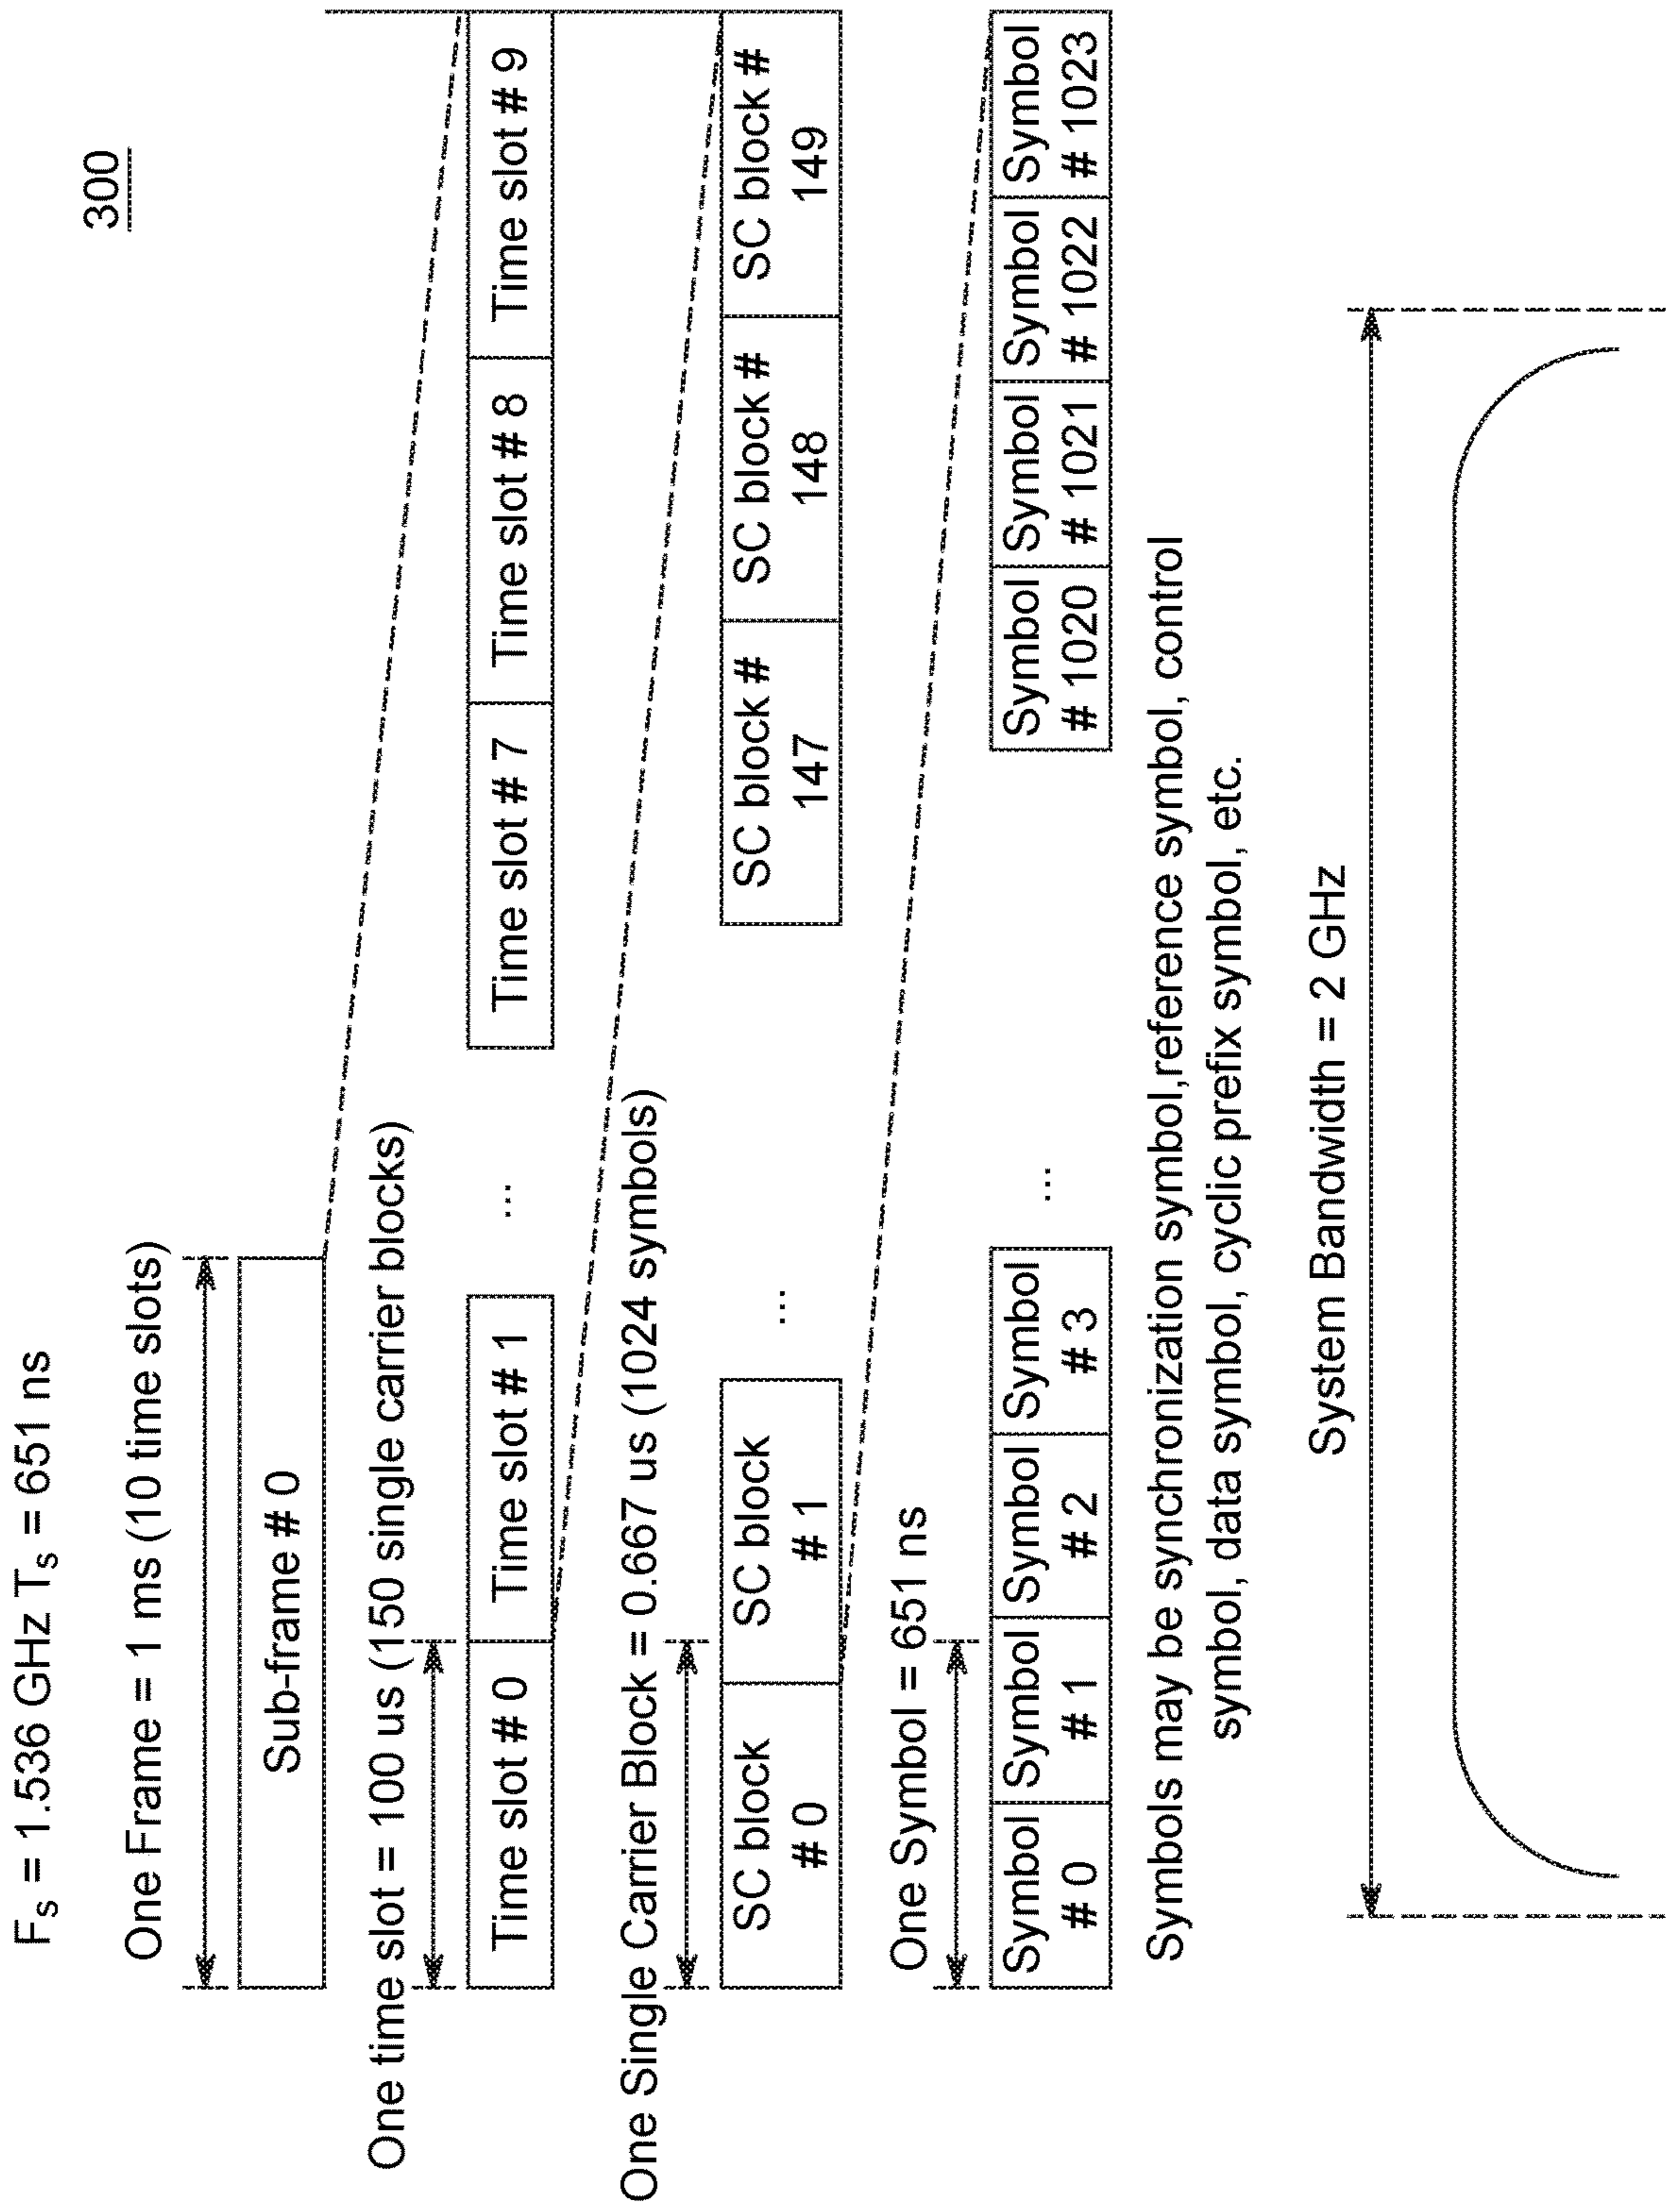 300
Fs = 1.536 GHz Ts = 651 ns
One Frame = 1 ms (10 time slots)
Sub-frame # 0
One time slot = 100 us (150 single carrier blocks)
Time slot # 0 Time slot # 1 ... Time slot # 7 Time slot # 8 Time slot # 9
One Single Carrier Block = 0.667 us (1024 symbols)
SC block SC block ... SC block # SC block # SC block #
# 0 # 1 147 148 149
One Symbol = 651 ns
Symbol Symbol Symbol Symbol ... Symbol Symbol Symbol Symbol
# 0 # 1 # 2 # 3 # 1020 # 1021 # 1022 # 1023
Symbols may be synchronization symbol,reference symbol, control
symbol, data symbol, cyclic prefix symbol, etc.
System Bandwidth = 2 GHz